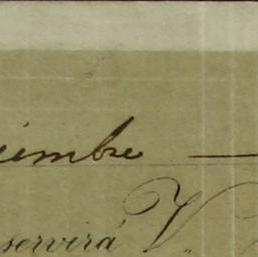 iembre —
servirá V.